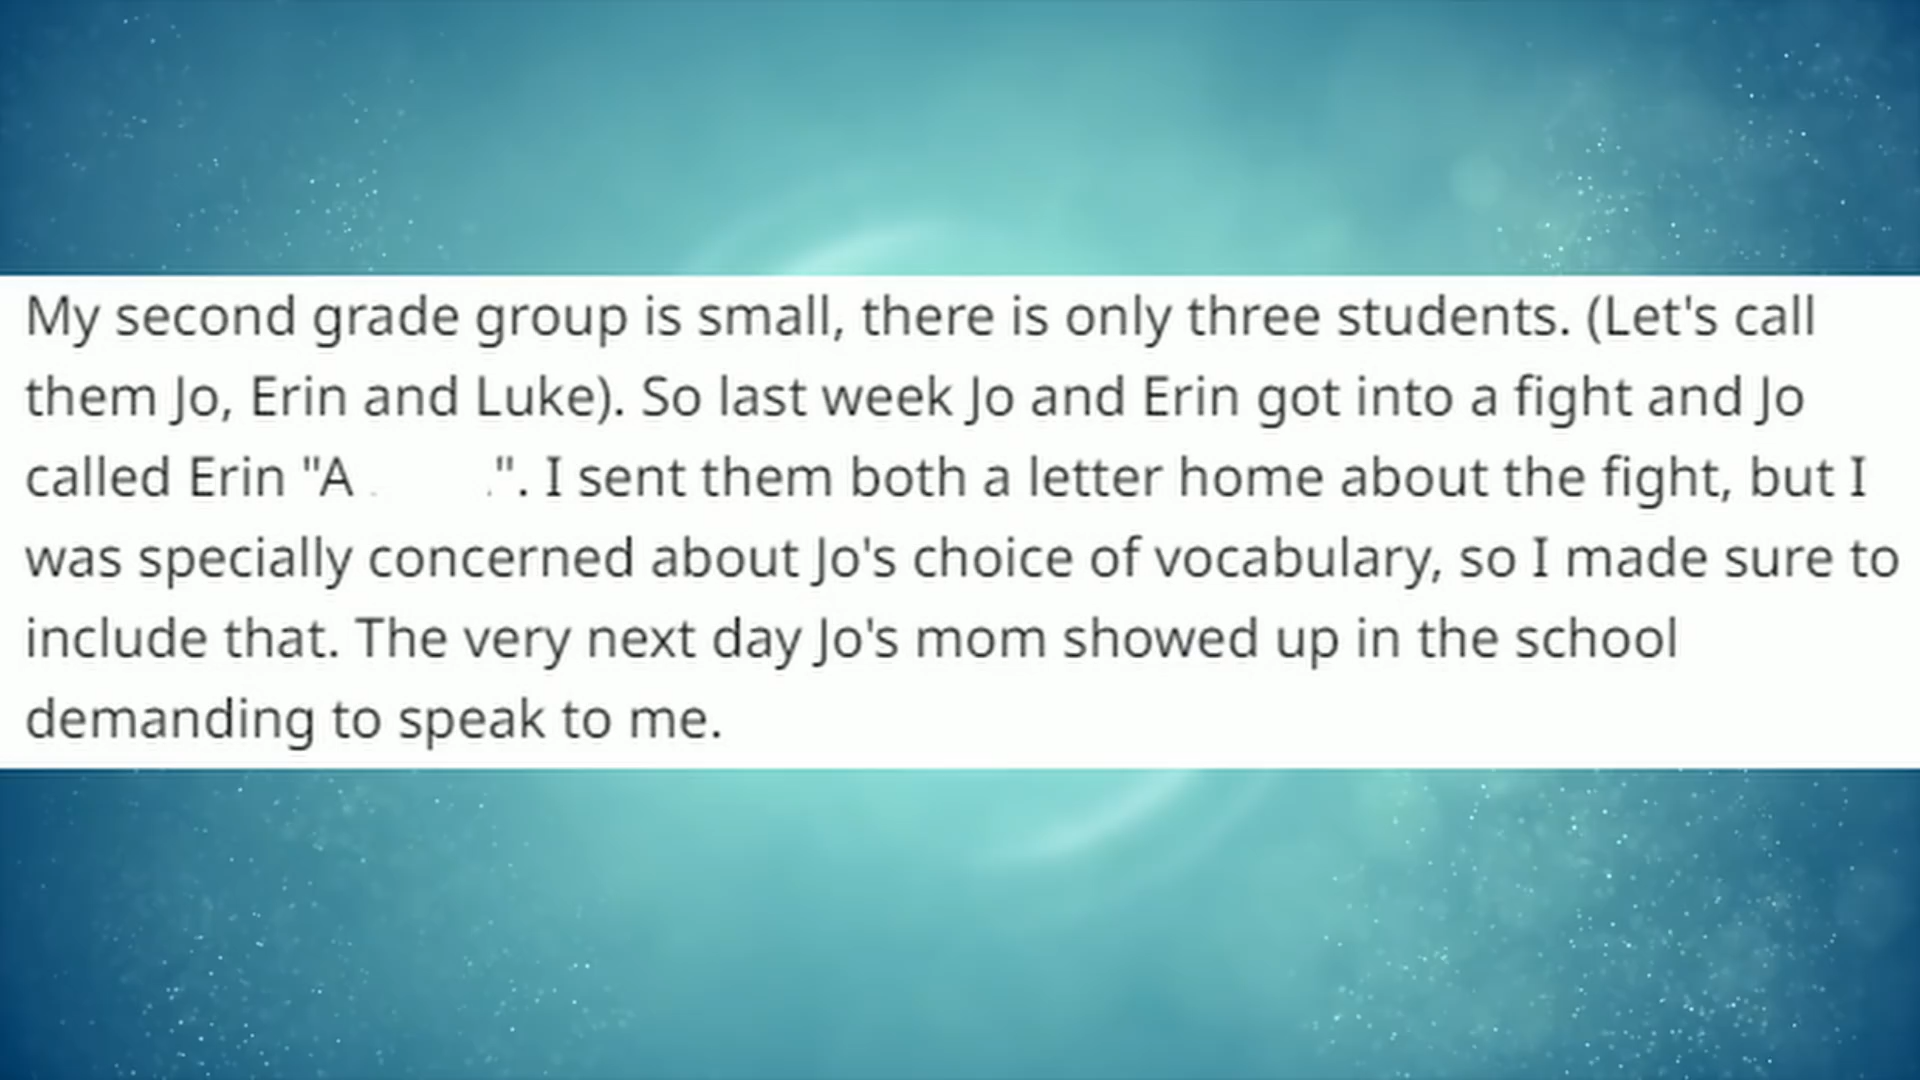 My second grade group is small, there is only three students. (Let's call
them Jo, Erin and Luke). So last week Jo and Erin got into a fight and Jo
called Erin "A . .". I sent them both a letter home about the fight, but I
was specially concerned about Jo's choice of vocabulary, so I made sure to
include that. The very next day Jo's mom showed up in the school
demanding to speak to me.